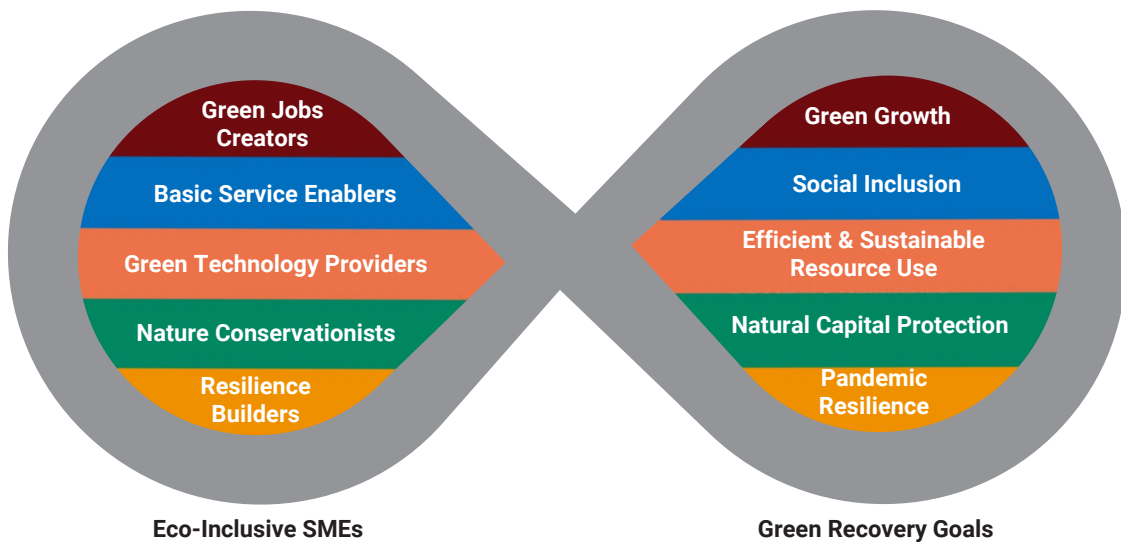 Green Jobs
Creators
Basic Service Enablers
Green Technology Providers
Nature Conservationists
Resilience
Builders
Eco-Inclusive SMEs
Green Growth
Social Inclusion
Efficient & Sustainable
Resource Use
Natural Capital Protection
Pandemic
Resilience
Green Recovery Goals